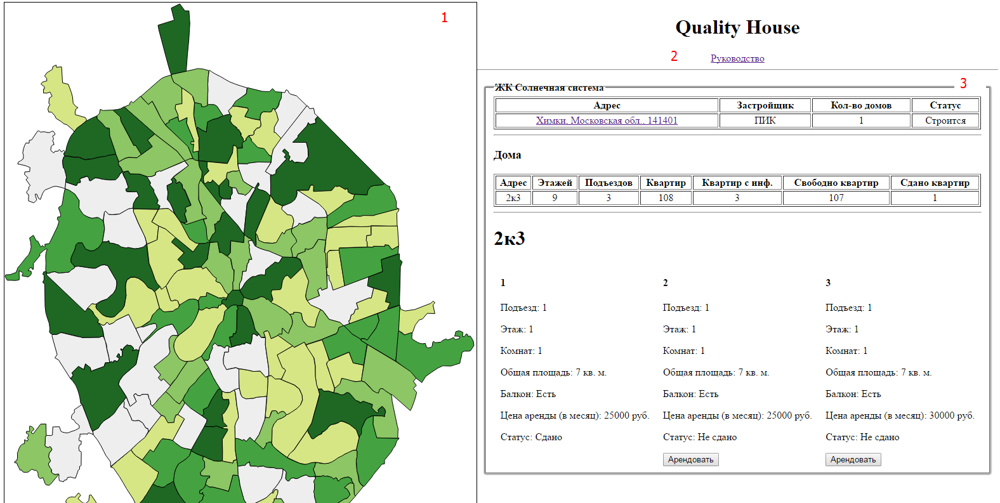 1
Quality House
2 Руководство
3
ЖК Солнечная система
Адрес Застройщик Кол-во домов Статус
Химки, Московская обл., 141401 ПИК 1 Строится
Дома
Адрес Этажей Подъездов Квартир Квартир с инф. Свободно квартир Сдано квартир
2к3 9 3 108 3 107 1
2к3
1 2 3
Подъезд: 1 Подъезд: 1 Подъезд: 1
Этаж: 1 Этаж: 1 Этаж: 1
Комнат: 1 Комнат: 1 Комнат: 1
Общая площадь: 7 кв. м. Общая площадь: 7 кв. м. Общая площадь: 7 кв. м.
Балкон: Есть Балкон: Есть Балкон: Есть
Цена аренды (в месяц): 25000 руб. Цена аренды (в месяц): 25000 руб. Цена аренды (в месяц): 30000 руб.
Статус: Сдано Статус: Не сдано Статус: Не сдано
Арендовать Арендовать